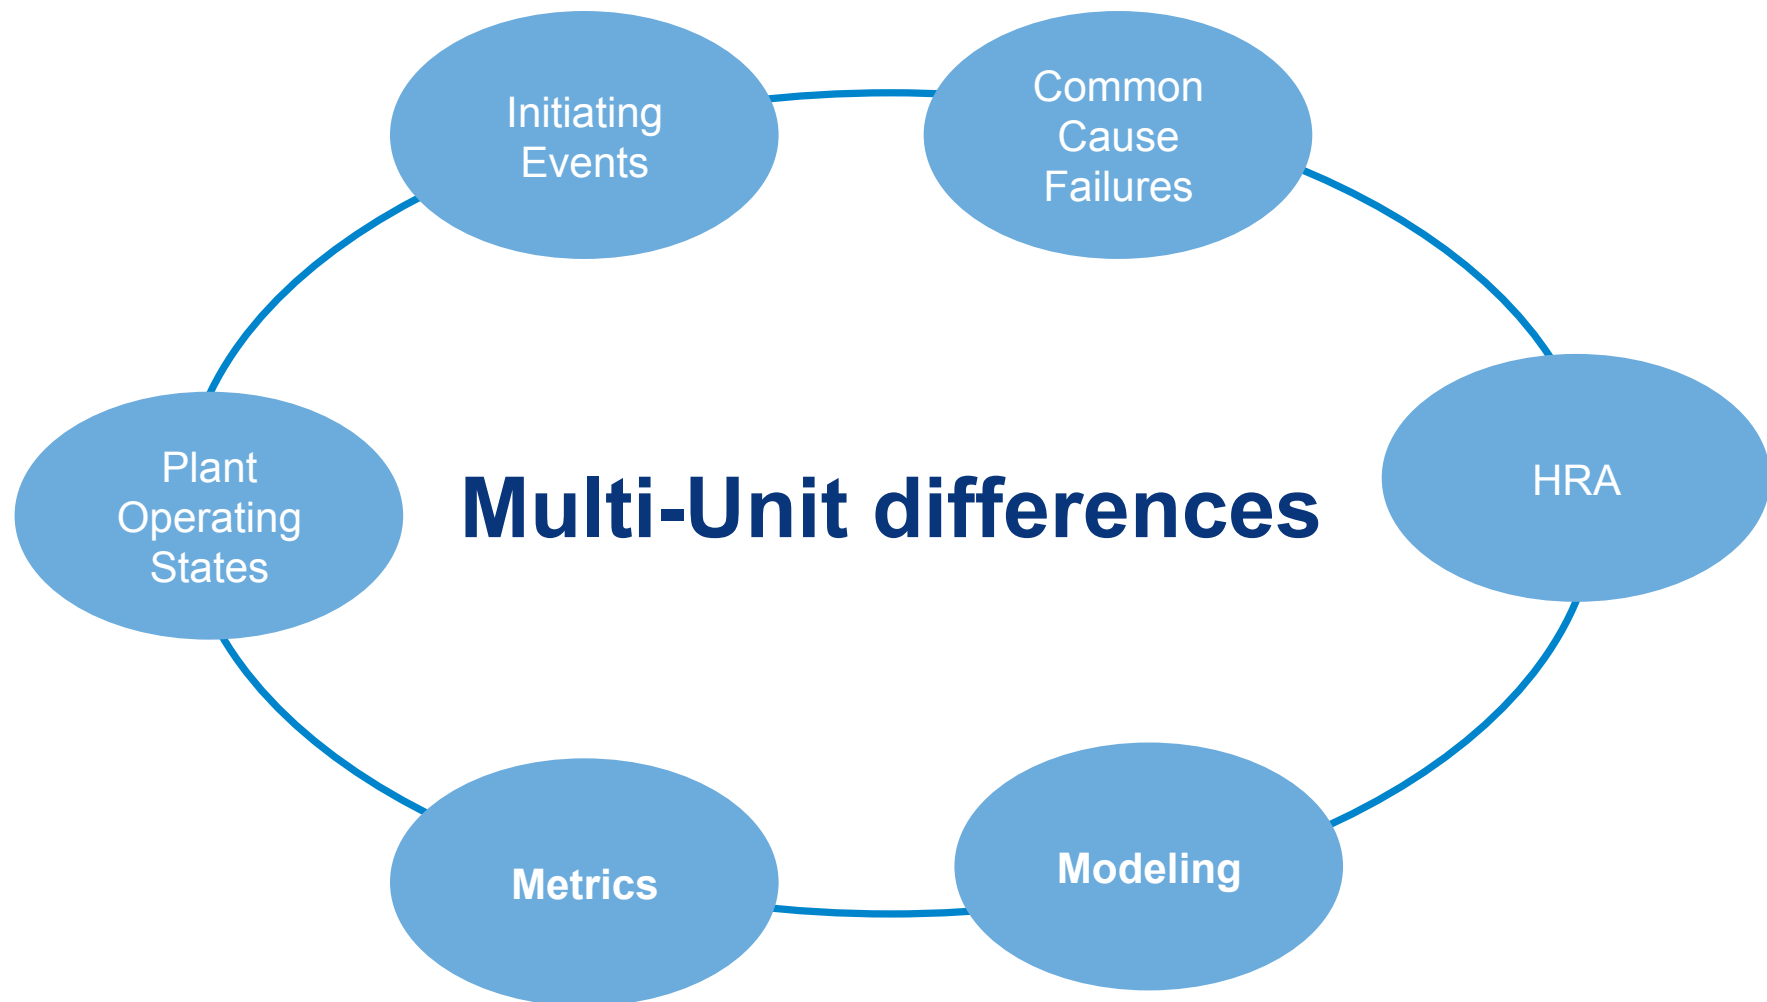 Initiating
Events
Common
Cause
Failures
Plant
Operating
States
Multi-Unit differences
HRA
Metrics
Modeling